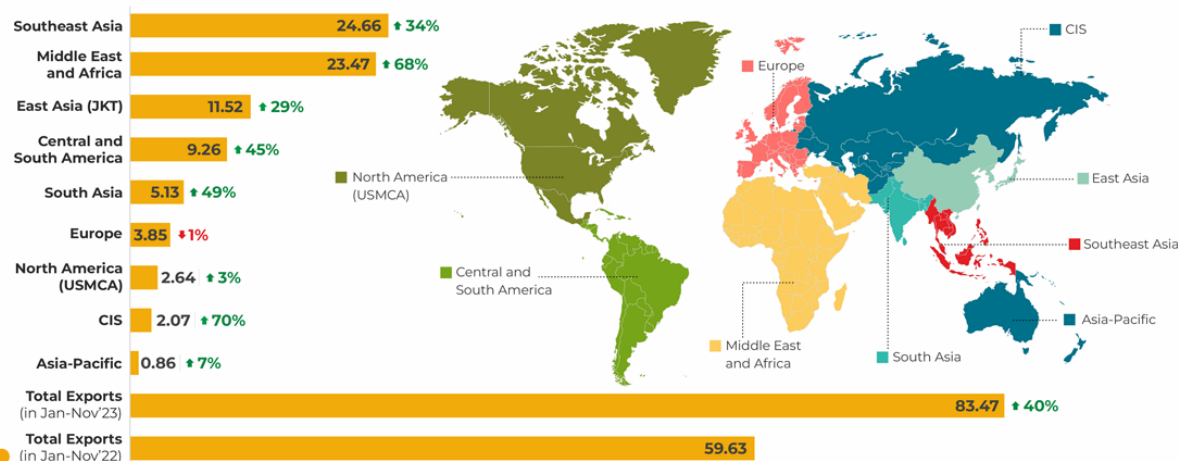 Southeast Asia
24.66
34%
Middle East
and Africa
23.47
68%
East Asia (JKT)
11.52
29%
Central and
South America
9.26
45%
South Asia
5.13
49%
Europe
3.85
1%
North America
(USMCA)
2.64
3%
CIS
2.07
70%
Asia-Pacific
0.86
7%
Total Exports
(in Jan-Nov'23)
83.47
40%
Total Exports
(in Jan-Nov'22)
59.63
CIS
Europe
North America
(USMCA)
East Asia
Southeast Asia
Central and
South America
Asia-Pacific
Middle East
and Africa
South Asia